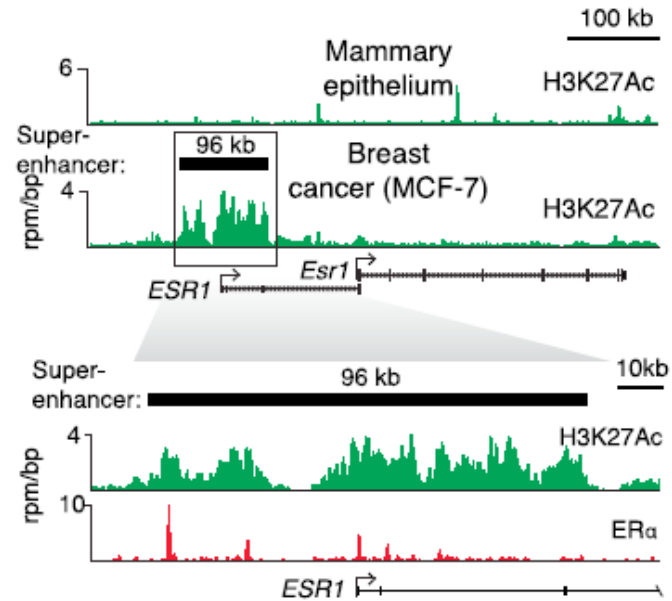 100 kb
6
Mammary
epithelium
H3K27Ac
Super-
enhancer:
96 kb
Breast
cancer (MCF-7)
4
rpm/bp
H3K27Ac
Esr1
ESR1
Super-
enhancer:
96 kb
10kb
4
H3K27Ac
rpm/bp
10
ERα
ESR1